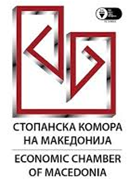 СТОПАНСКА КОМОРА
НА МАКЕДОНИЈА
ECONOMIC CHAMBER
OF MACEDONIA